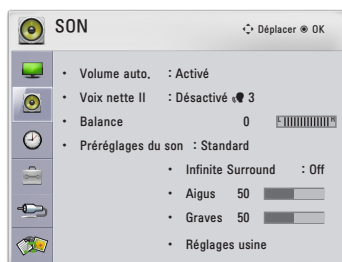 SON
Déplacer OK
• Volume auto. : Activé
• Voix nette II : Désactivé 3
• Balance 0 L R
• Préréglages du son : Standard
• Infinite Surround : Off
• Aigus 50
• Graves 50
• Réglages usine